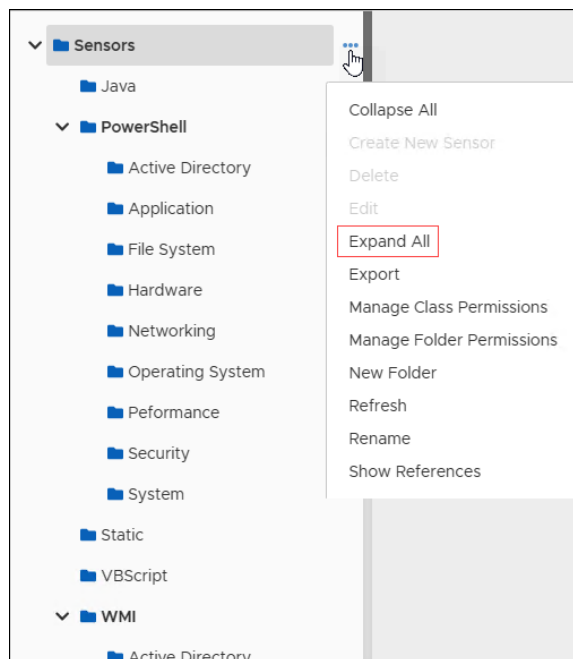 Sensors
Java
PowerShell
Active Directory
Application
File System
Hardware
Networking
Operating System
Peformance
Security
System
Static
VBScript
WMI
Active Directory
Collapse All
Create New Sensor
Delete
Edit
Expand All
Export
Manage Class Permissions
Manage Folder Permissions
New Folder
Refresh
Rename
Show References